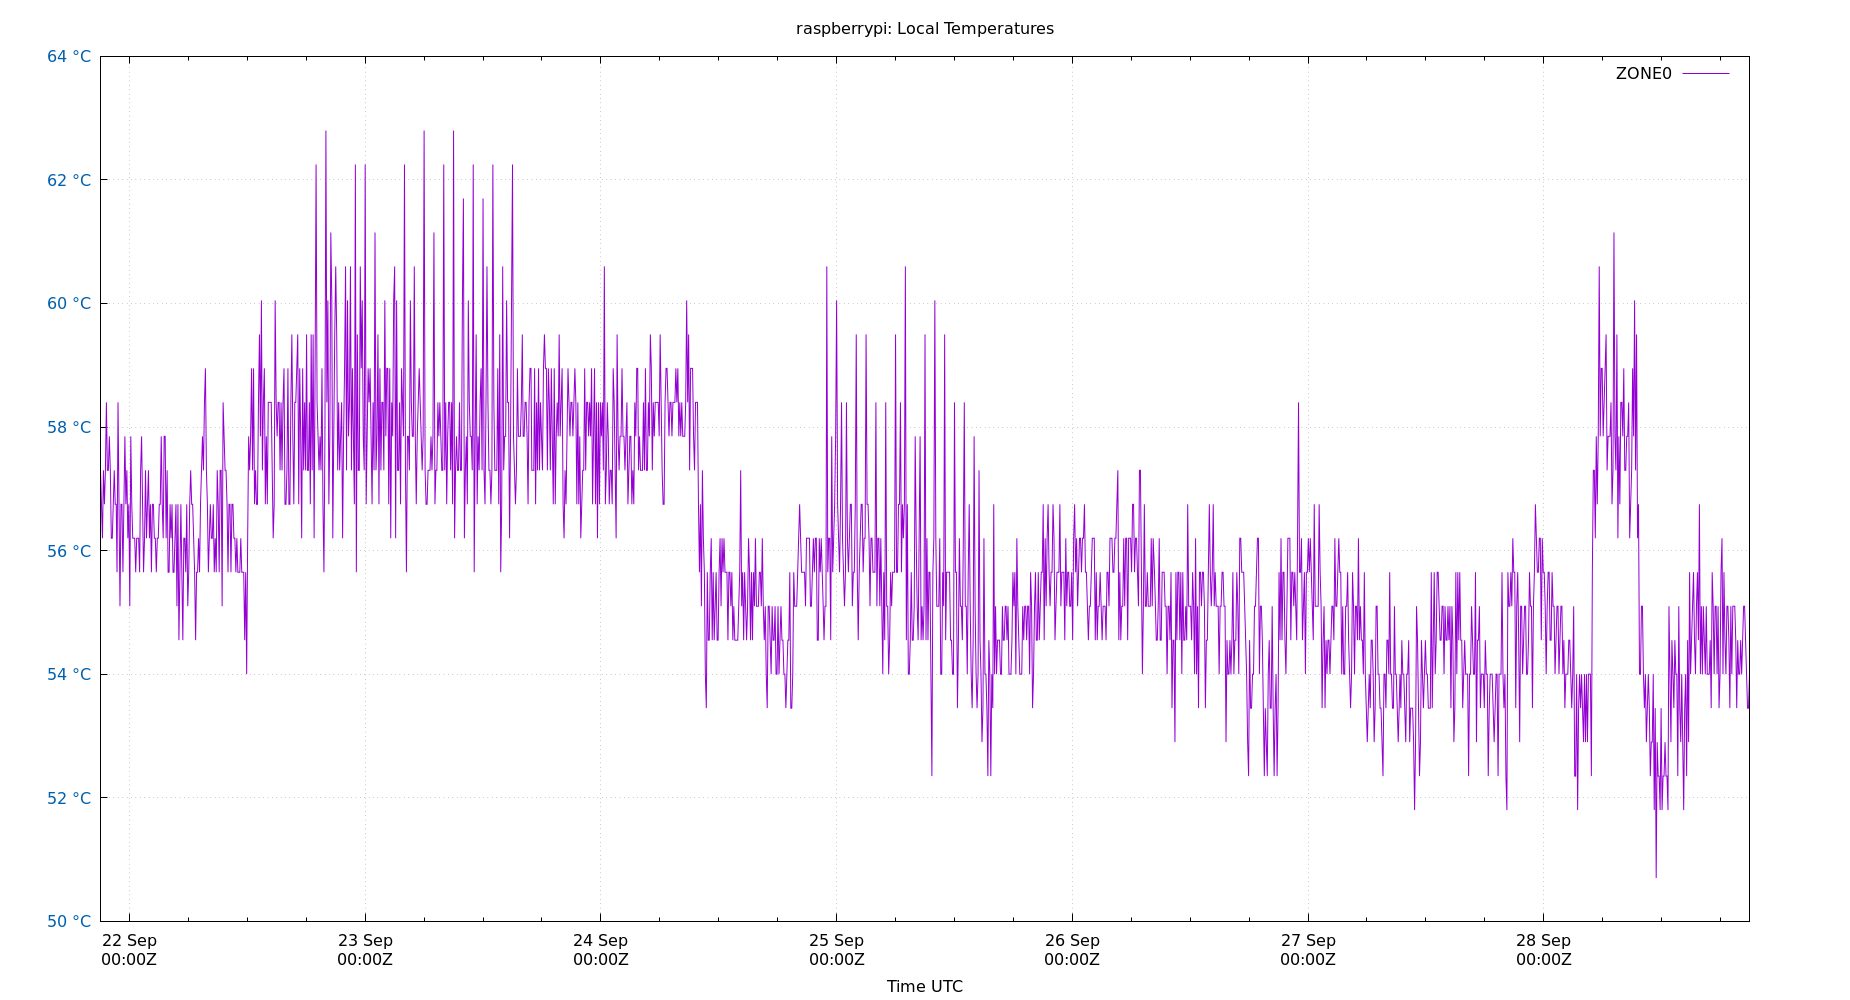 raspberrypi: Local Temperatures
64 °C
ZONE0
62 °C
60 °C
58 °C
56 °C
54 °C
52 °C
50 °C
22 Sep 23 Sep 24 Sep 25 Sep 26 Sep 27 Sep 28 Sep
00:00Z 00:00Z 00:00Z 00:00Z 00:00Z 00:00Z 00:00Z
Time UTC